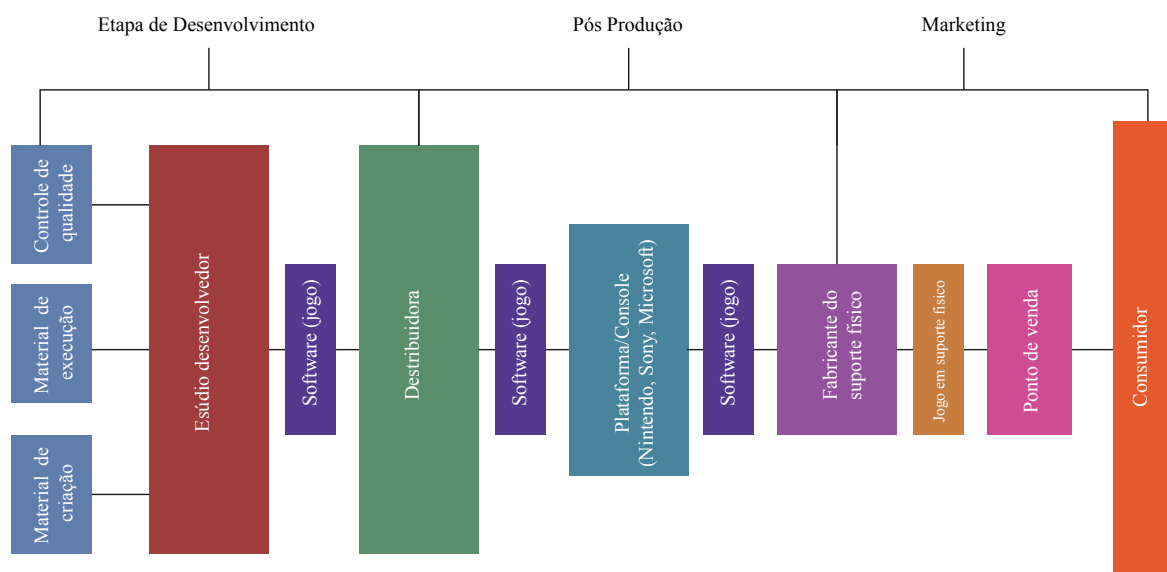 Etapa de Desenvolvimento
Pós Produção
Marketing
Controle de
qualidade
Material de
execução
Material de
criação
Esúdio desenvolvedor
Software (jogo)
Destribuidora
Software (jogo)
Plataforma/Console
(Nintendo, Sony, Microsoft)
Software (jogo)
Fabricante do
suporte físico
Jogo em suporte físico
Ponto de venda
Consumidor